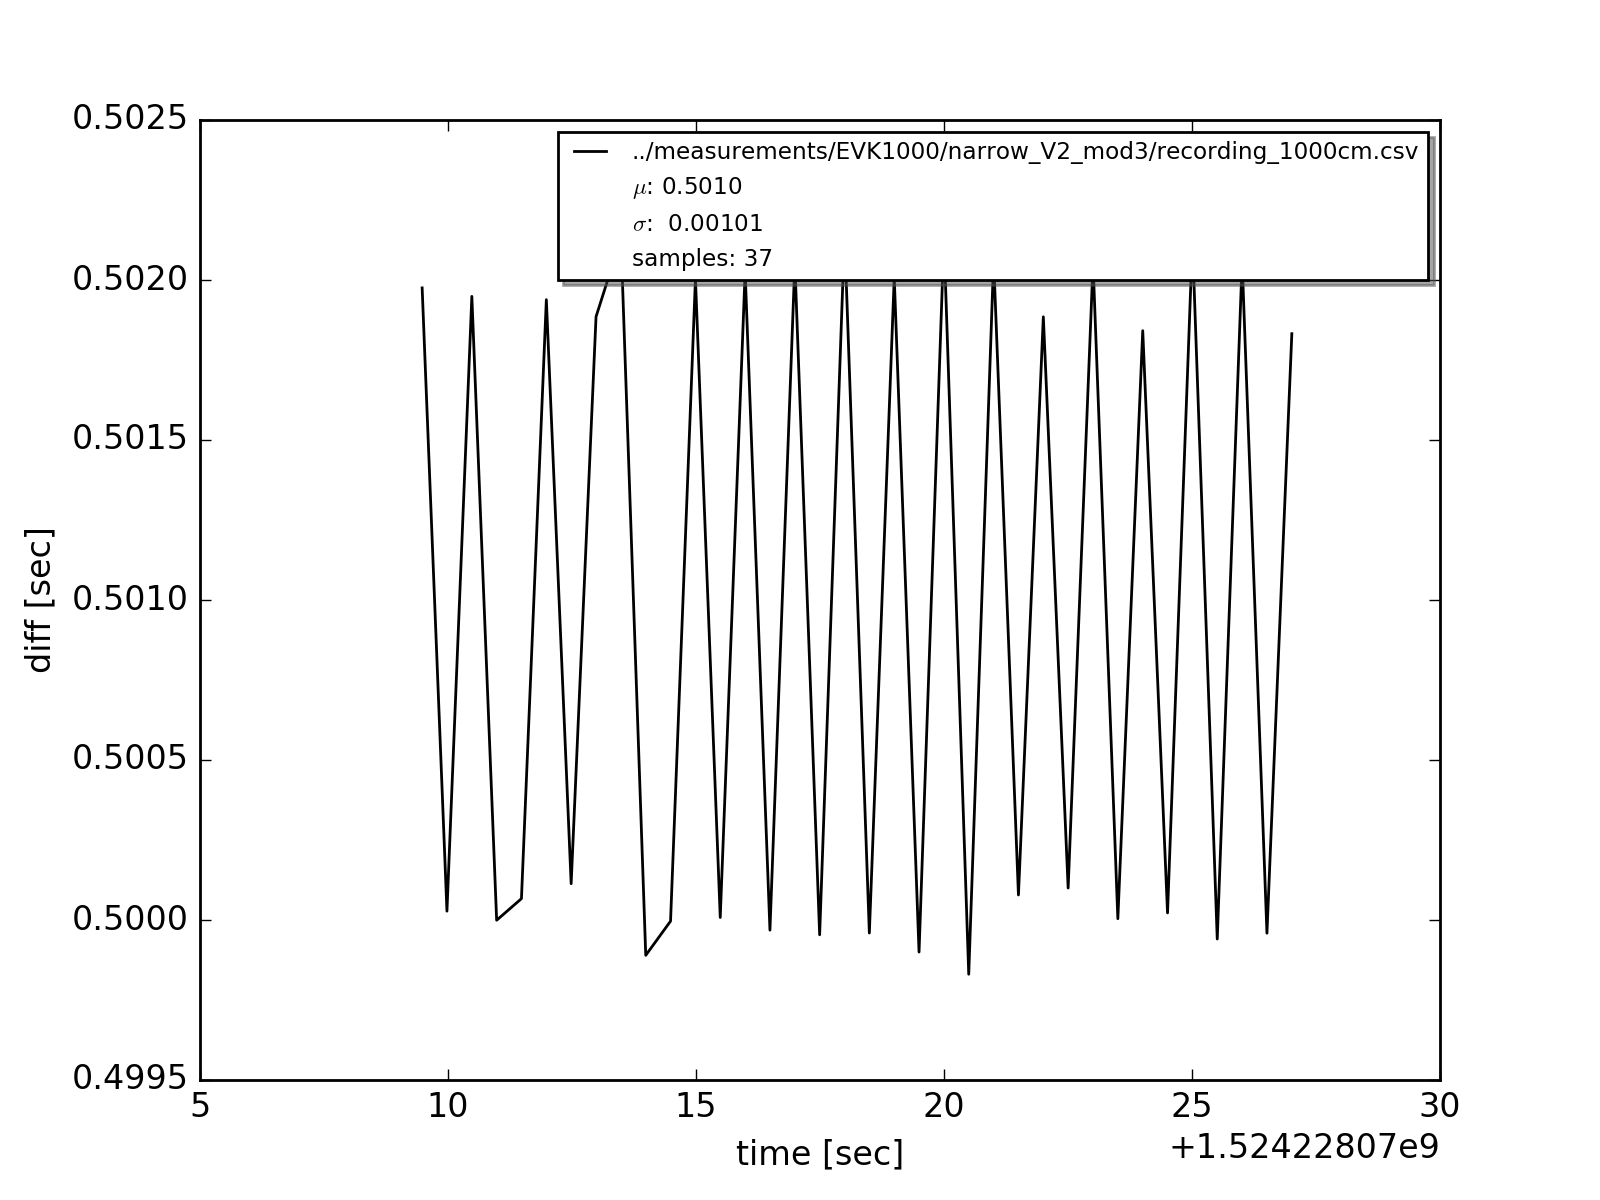 0.5025
0.5020
0.5015
0.5010
0.5005
0.5000
0.4995
diff [sec]
../measurements/EVK1000/narrow_V2_mod3/recording_1000cm.csv
μ: 0.5010
σ: 0.00101
samples: 37
5 10 15 20 25 30
time [sec]
+1.52422807e9